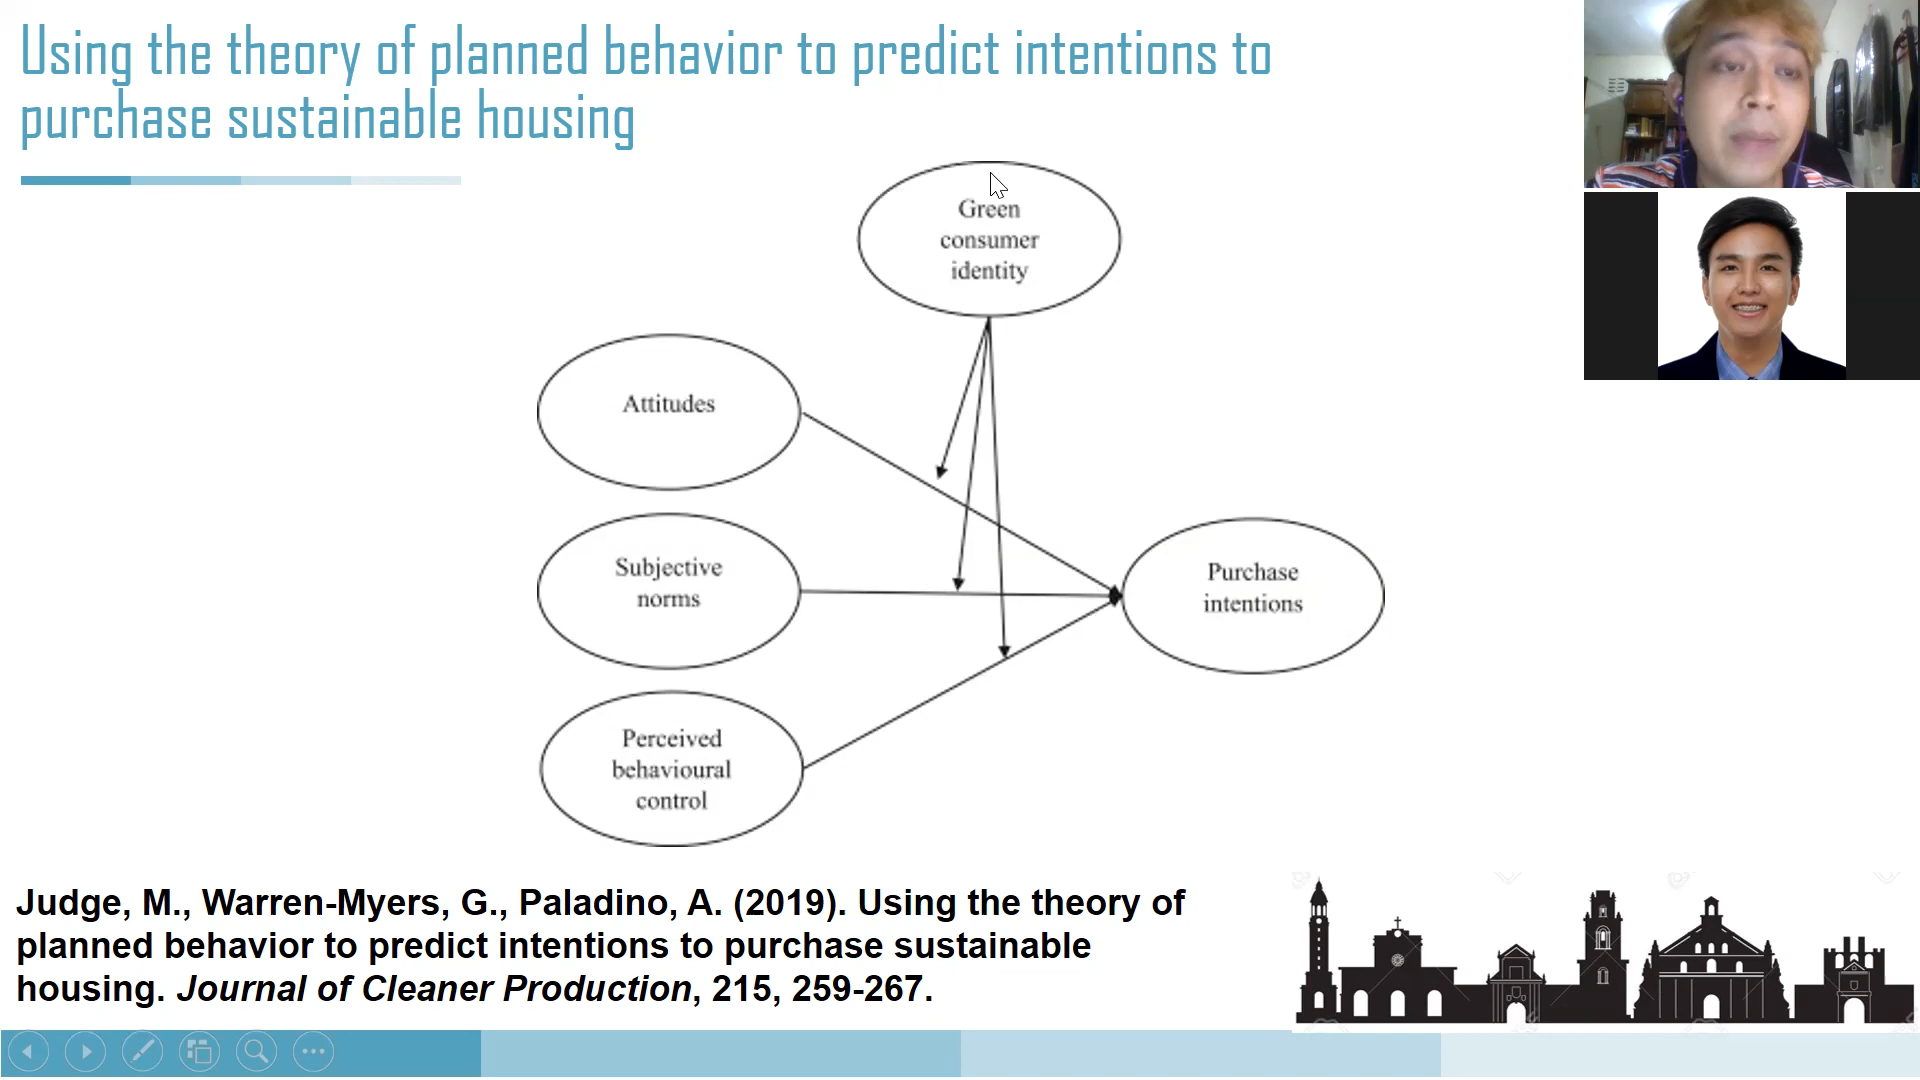 Using the theory of planned behavior to predict intentions to
purchase sustainable housing
Green
consumer
identity
Attitudes
Subjective
norms
Purchase
intentions
Perceived
behavioural
control
Judge, M., Warren-Myers, G., Paladino, A. (2019). Using the theory of
planned behavior to predict intentions to purchase sustainable
housing. Journal of Cleaner Production, 215, 259-267.